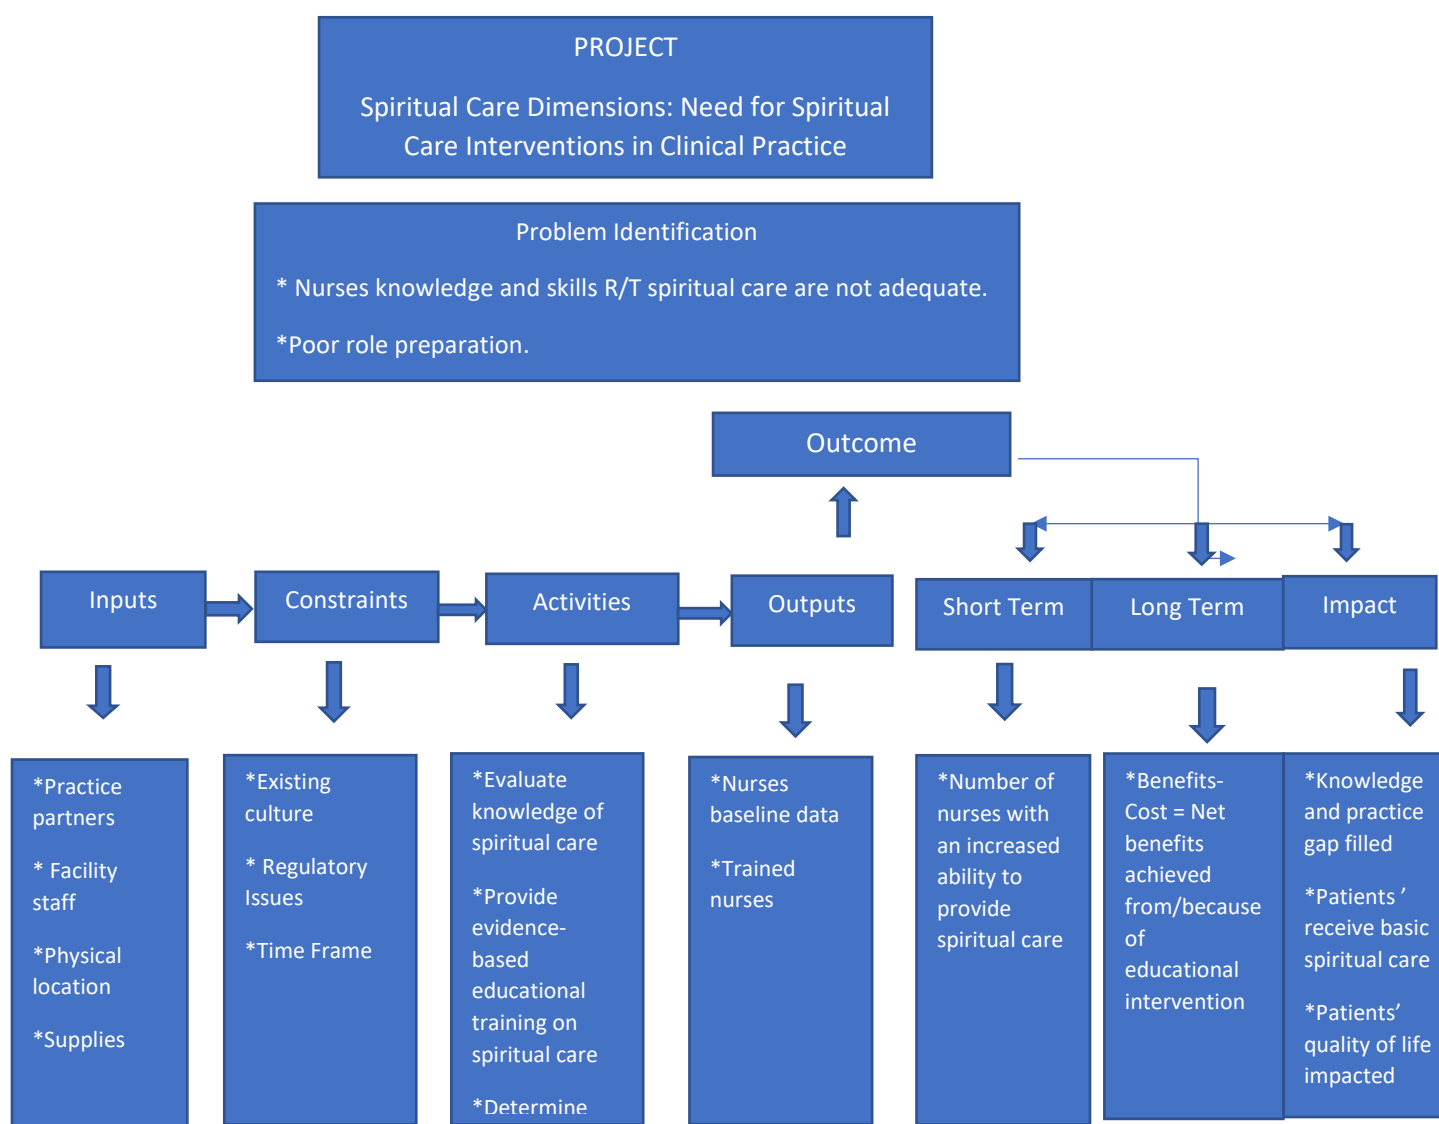 PROJECT
Spiritual Care Dimensions: Need for Spiritual
Care Interventions in Clinical Practice
Problem Identification
* Nurses knowledge and skills R/T spiritual care are not adequate.
*Poor role preparation.
Outcome
Inputs
Constraints
Activities
Outputs
Short Term
Long Term
Impact
*Practice
partners
* Facility
staff
*Physical
location
*Supplies
*Existing
culture
* Regulatory
Issues
*Time Frame
*Evaluate
knowledge of
spiritual care
*Provide
evidence-
based
educational
training on
spiritual care
*Determine
*Nurses
baseline data
*Trained
nurses
*Number of
nurses with
an increased
ability to
provide
spiritual care
*Benefits-
Cost = Net
benefits
achieved
from/because
of
educational
intervention
*Knowledge
and practice
gap filled
*Patients ’
receive basic
spiritual care
*Patients’
quality of life
impacted